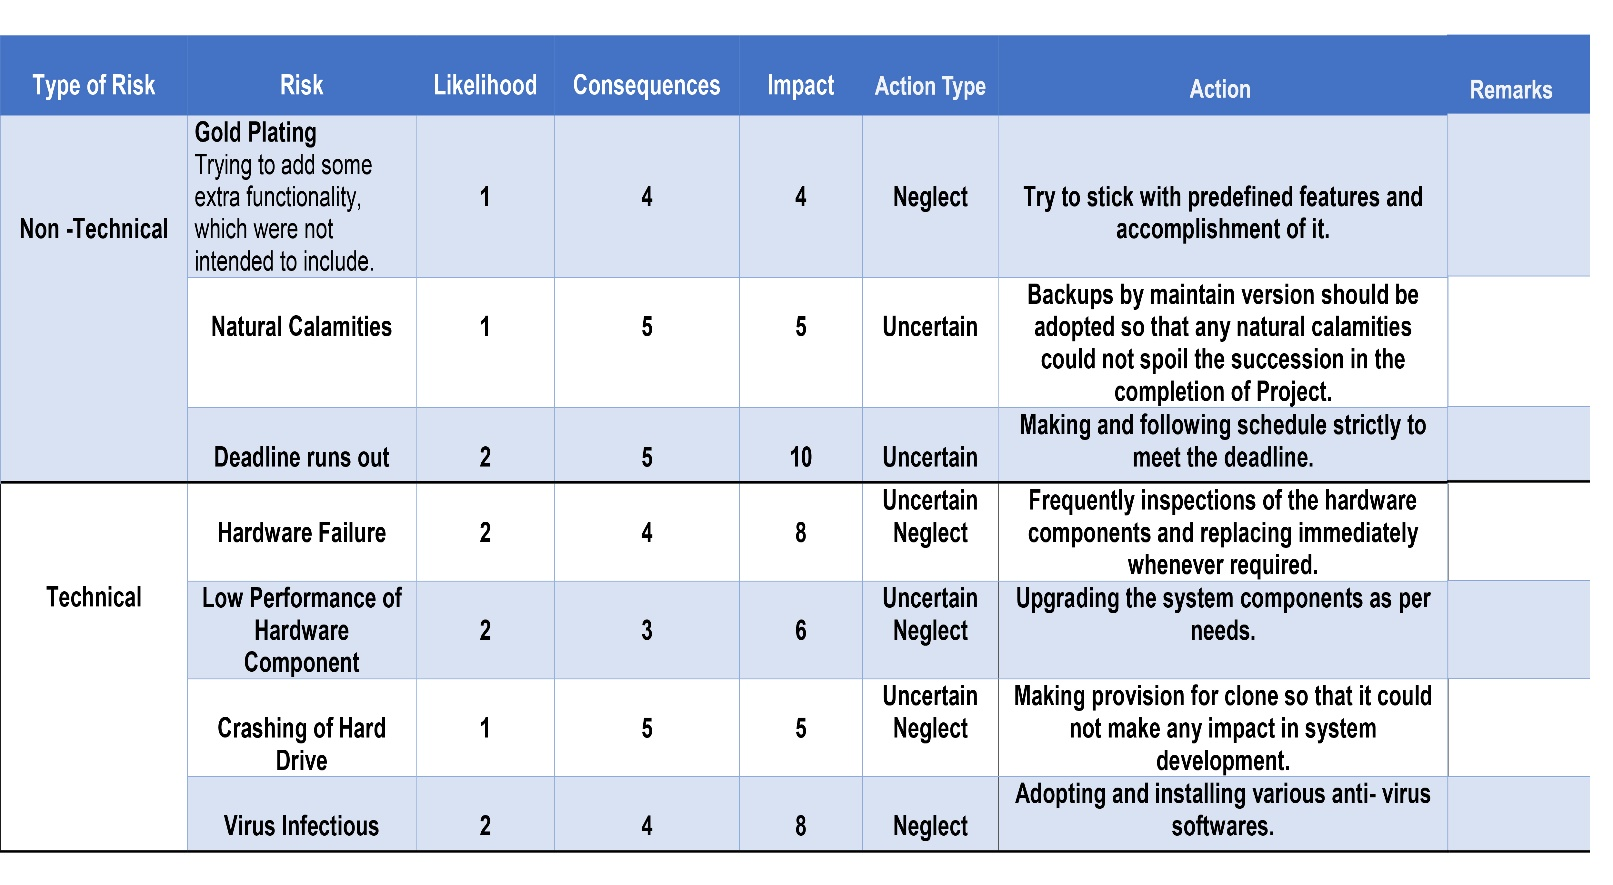 Type of Risk
Risk
Likelihood
Consequences
Impact
Action Type
Action
Remarks
Non -Technical
Gold Plating
Trying to add some
extra functionality,
which were not
intended to include.
1
4
4
Neglect
Try to stick with predefined features and
accomplishment of it.
Natural Calamities
1
5
5
Uncertain
Backups by maintain version should be
adopted so that any natural calamities
could not spoil the succession in the
completion of Project.
Deadline runs out
2
5
10
Uncertain
Making and following schedule strictly to
meet the deadline.
Technical
Hardware Failure
2
4
8
Uncertain
Neglect
Frequently inspections of the hardware
components and replacing immediately
whenever required.
Low Performance of
Hardware
Component
2
3
6
Uncertain
Neglect
Upgrading the system components as per
needs.
Crashing of Hard
Drive
1
5
5
Uncertain
Neglect
Making provision for clone so that it could
not make any impact in system
development.
Virus Infectious
2
4
8
Neglect
Adopting and installing various anti- virus
softwares.